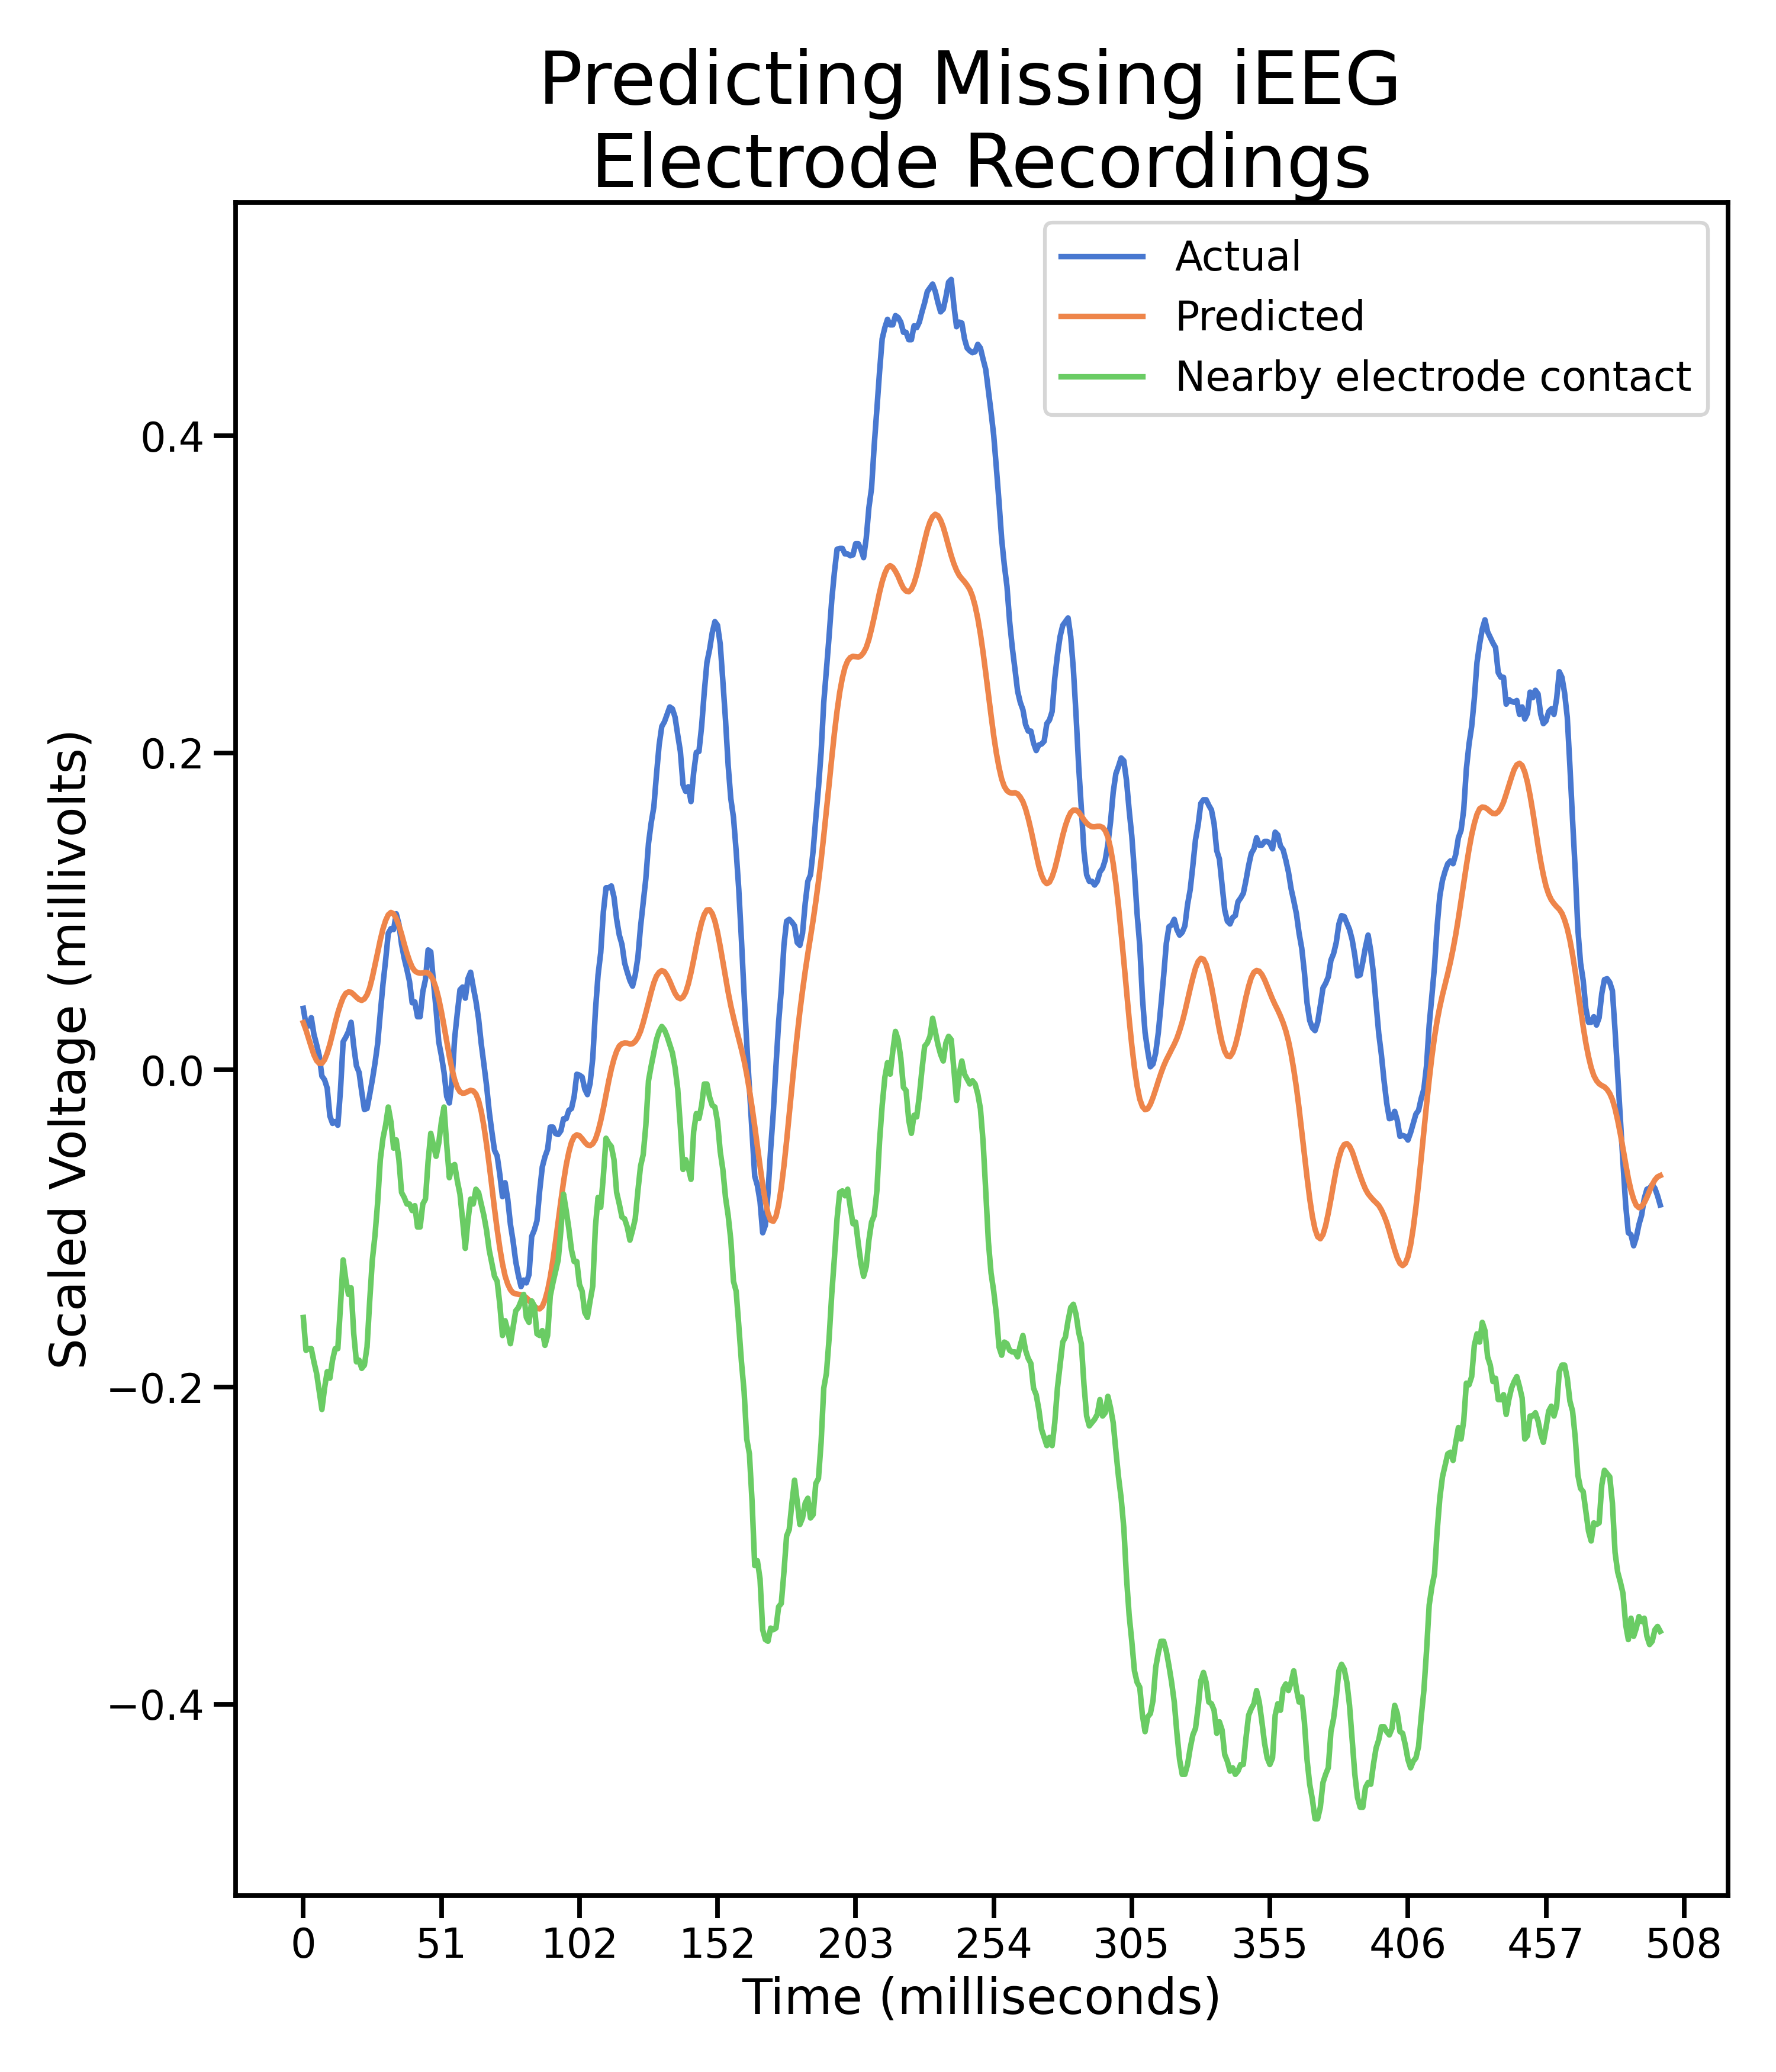 Predicting Missing iEEG
Electrode Recordings
Actual
Predicted
Nearby electrode contact
Scaled Voltage (millivolts)
0.4
0.2
0.0
−0.2
−0.4
0 51 102 152 203 254 305 355 406 457 508
Time (milliseconds)